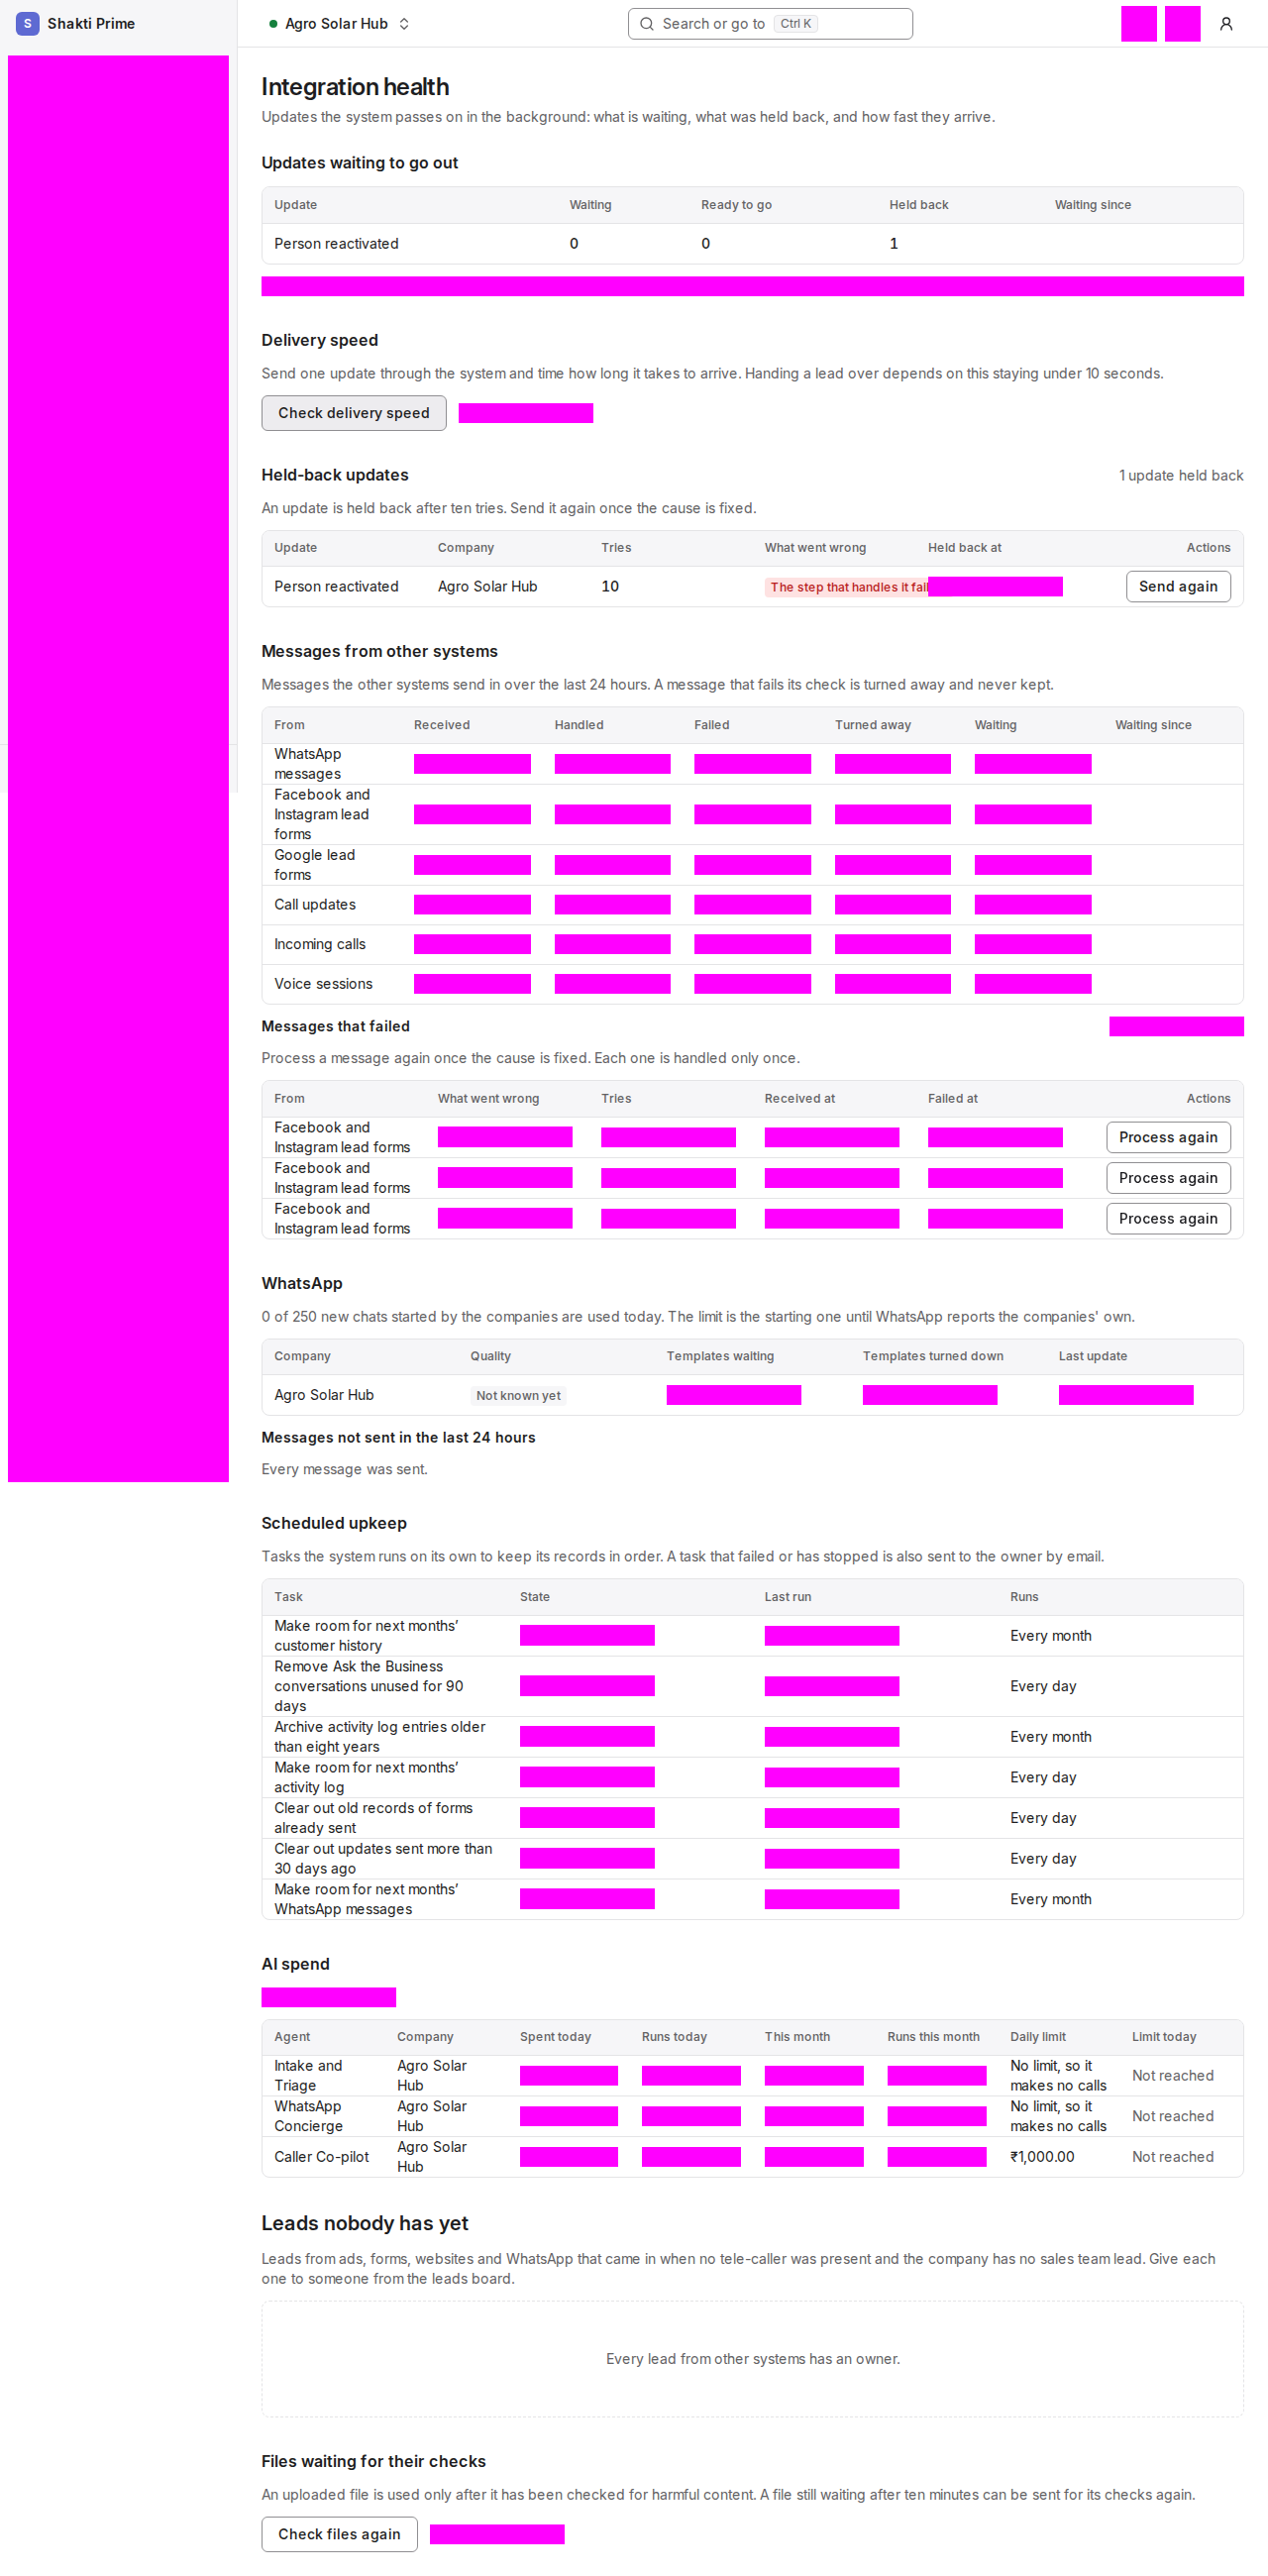 S Shakti Prime
Agro Solar Hub
Search or go to Ctrl K
Integration health
Updates the system passes on in the background: what is waiting, what was held back, and how fast they arrive.
Updates waiting to go out
Update Waiting Ready to go Held back Waiting since
Person reactivated 0 0 1
Delivery speed
Send one update through the system and time how long it takes to arrive. Handing a lead over depends on this staying under 10 seconds.
Check delivery speed
Held-back updates 1 update held back
An update is held back after ten tries. Send it again once the cause is fixed.
Update Company Tries What went wrong Held back at Actions
Person reactivated Agro Solar Hub 10 The step that handles it Send again
Messages from other systems
Messages the other systems send in over the last 24 hours. A message that fails its check is turned away and never kept.
From Received Handled Failed Turned away Waiting Waiting since
WhatsApp
messages
Facebook and
Instagram lead
forms
Google lead
forms
Call updates
Incoming calls
Voice sessions
Messages that failed
Process a message again once the cause is fixed. Each one is handled only once.
From What went wrong Tries Received at Failed at Actions
Facebook and
Instagram lead forms Process again
Facebook and
Instagram lead forms Process again
Facebook and
Instagram lead forms Process again
WhatsApp
0 of 250 new chats started by the companies are used today. The limit is the starting one until WhatsApp reports the companies' own.
Company Quality Templates waiting Templates turned down Last update
Agro Solar Hub Not known yet
Messages not sent in the last 24 hours
Every message was sent.
Scheduled upkeep
Tasks the system runs on its own to keep its records in order. A task that failed or has stopped is also sent to the owner by email.
Task State Last run Runs
Make room for next months’
customer history Every month
Remove Ask the Business
conversations unused for 90
days Every day
Archive activity log entries older
than eight years Every month
Make room for next months’
activity log Every day
Clear out old records of forms
already sent Every day
Clear out updates sent more than
30 days ago Every day
Make room for next months’
WhatsApp messages Every month
AI spend
Agent Company Spent today Runs today This month Runs this month Daily limit Limit today
Intake and Agro Solar No limit, so it
Triage Hub makes no calls Not reached
WhatsApp Agro Solar No limit, so it
Concierge Hub makes no calls Not reached
Caller Co-pilot Agro Solar
Hub ₹1,000.00 Not reached
Leads nobody has yet
Leads from ads, forms, websites and WhatsApp that came in when no tele-caller was present and the company has no sales team lead. Give each
one to someone from the leads board.
Every lead from other systems has an owner.
Files waiting for their checks
An uploaded file is used only after it has been checked for harmful content. A file still waiting after ten minutes can be sent for its checks again.
Check files again